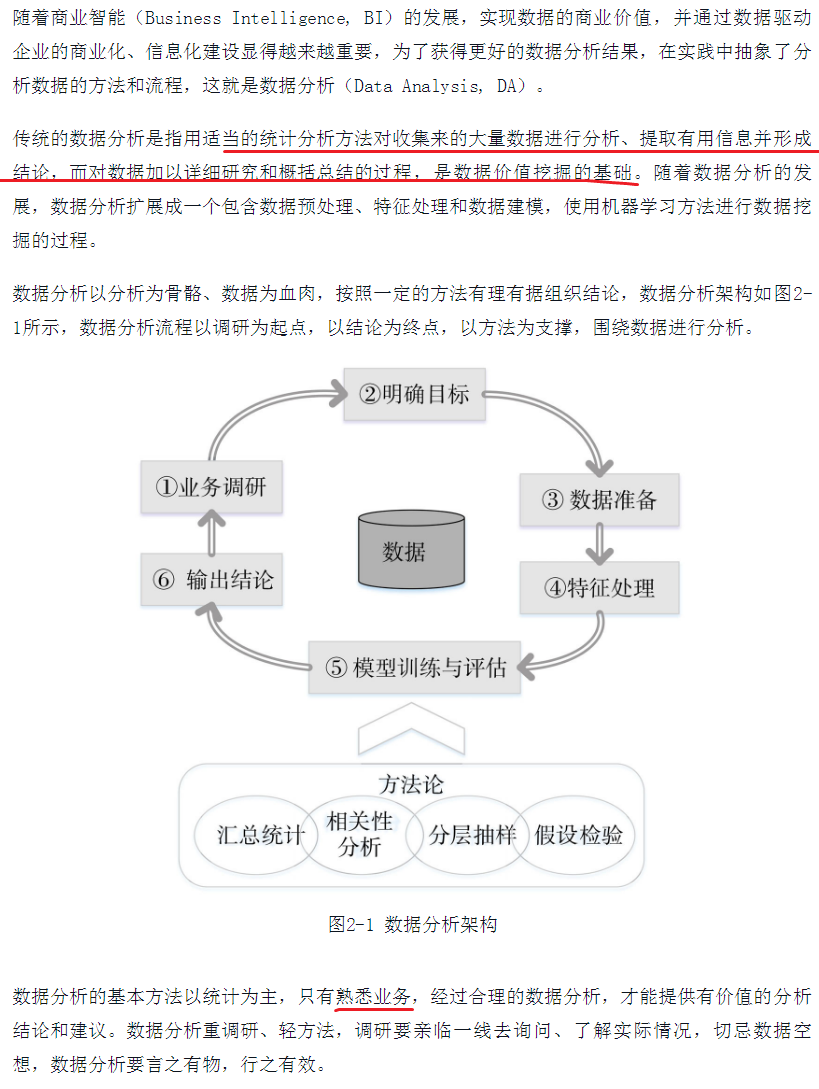 随着商业智能（Business Intelligence, BI）的发展，实现数据的商业价值，并通过数据驱动
企业的商业化、信息化建设显得越来越重要，为了获得更好的数据分析结果，在实践中抽象了分
析数据的方法和流程，这就是数据分析（Data Analysis, DA）。
传统的数据分析是指用适当的统计分析方法对收集来的大量数据进行分析、提取有用信息并形成
结论，而对数据加以详细研究和概括总结的过程，是数据价值挖掘的基础。随着数据分析的发
展，数据分析扩展成一个包含数据预处理、特征处理和数据建模，使用机器学习方法进行数据挖
掘的过程。
数据分析以分析为骨骼、数据为血肉，按照一定的方法有理有据组织结论，数据分析架构如图2-
1所示，数据分析流程以调研为起点，以结论为终点，以方法为支撑，围绕数据进行分析。
②明确目标
①业务调研
③ 数据准备
数据
⑥ 输出结论
④特征处理
⑤ 模型训练与评估
方法论
汇总统计
相关性
分析
分层抽样
假设检验
图2-1 数据分析架构
数据分析的基本方法以统计为主，只有熟悉业务，经过合理的数据分析，才能提供有价值的分析
结论和建议。数据分析重调研、轻方法，调研要亲临一线去询问、了解实际情况，切忌数据空
想，数据分析要言之有物，行之有效。